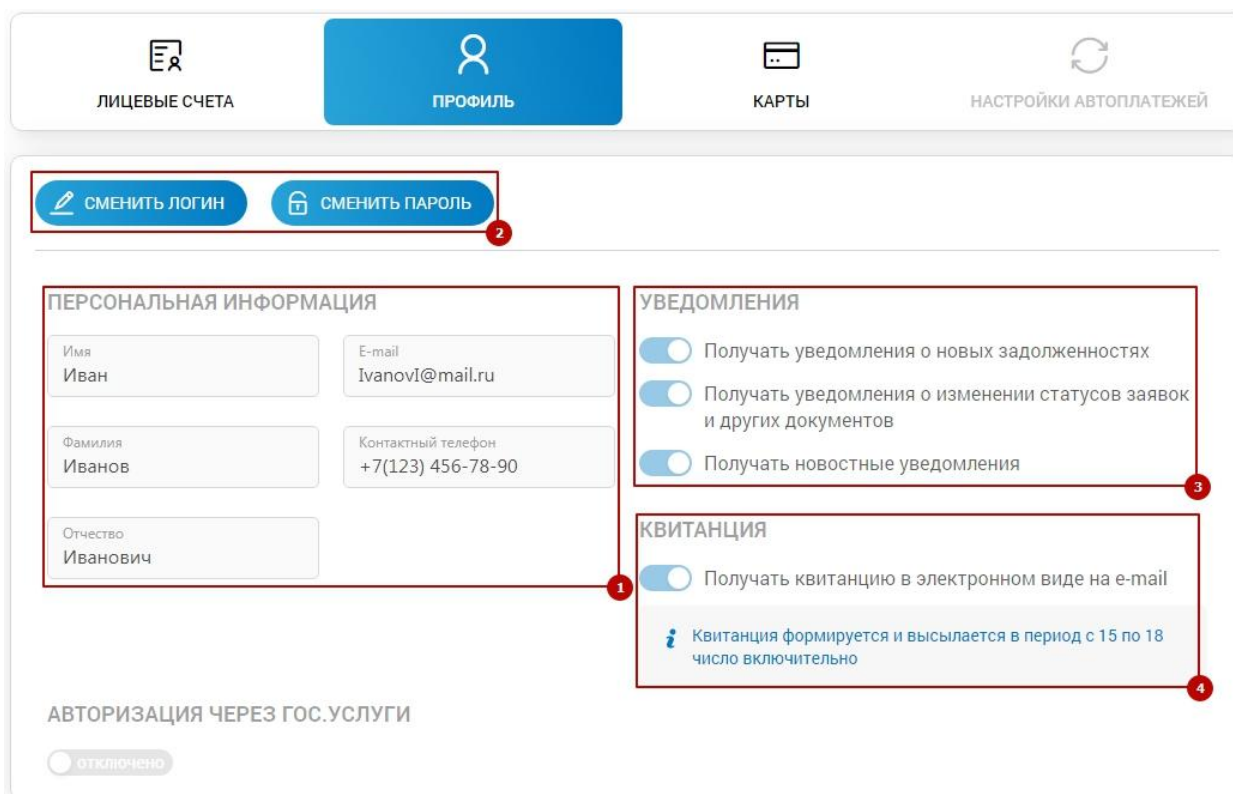 ЛИЦЕВЫЕ СЧЕТА
ПРОФИЛЬ
КАРТЫ
НАСТРОЙКИ АВТОПЛАТЕЖЕЙ
СМЕНИТЬ ЛОГИН
СМЕНИТЬ ПАРОЛЬ
2
ПЕРСОНАЛЬНАЯ ИНФОРМАЦИЯ
Имя
Иван
E-mail
IvanovI@mail.ru
Фамилия
Иванов
Контактный телефон
+7(123) 456-78-90
Отчество
Иванович
1
УВЕДОМЛЕНИЯ
Получать уведомления о новых задолженностях
Получать уведомления о изменении статусов заявок
и других документов
Получать новостные уведомления
3
КВИТАНЦИЯ
Получать квитанцию в электронном виде на e-mail
Квитанция формируется и высылается в период с 15 по 18
число включительно
4
АВТОРИЗАЦИЯ ЧЕРЕЗ ГОС.УСЛУГИ
отключено